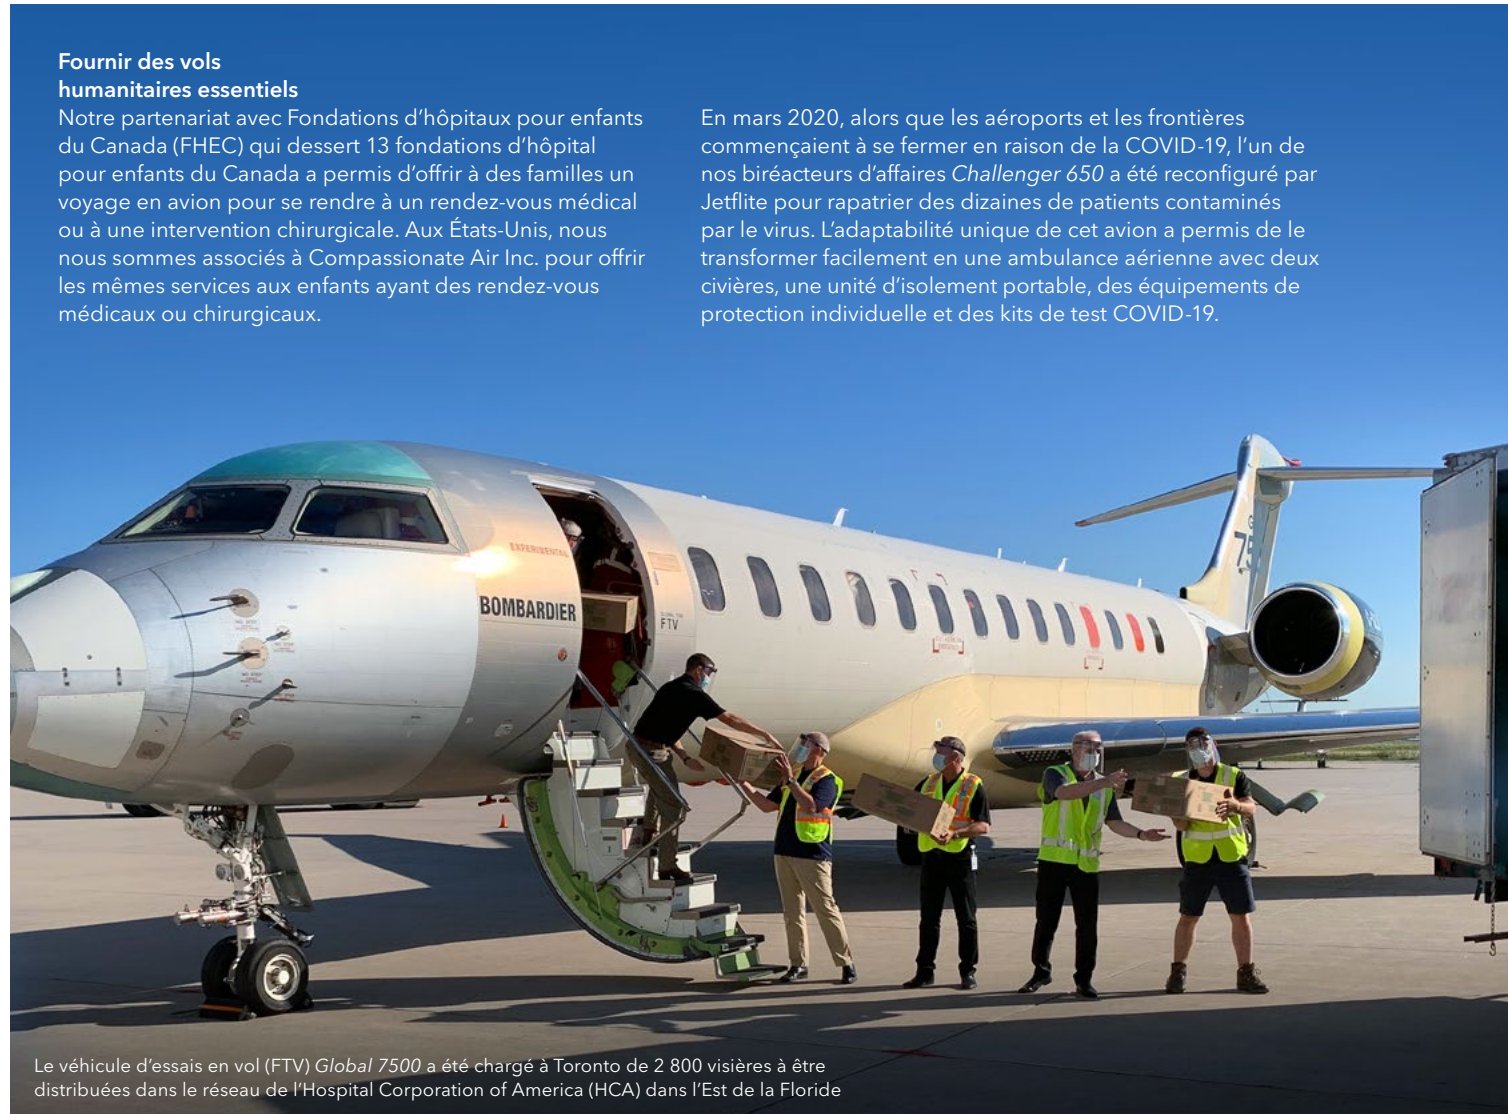 Fournir des vols
humanitaires essentiels
Notre partenariat avec Fondations d'hôpitaux pour enfants
du Canada (FHEC) qui dessert 13 fondations d'hôpital
pour enfants du Canada a permis d'offrir à des familles un
voyage en avion pour se rendre à un rendez-vous médical
ou à une intervention chirurgicale. Aux États-Unis, nous
nous sommes associés à Compassionate Air Inc. pour offrir
les mêmes services aux enfants ayant des rendez-vous
médicaux ou chirurgicaux.
En mars 2020, alors que les aéroports et les frontières
commençaient à se fermer en raison de la COVID-19, l'un de
nos biréacteurs d'affaires Challenger 650 a été reconfiguré par
Jetflite pour rapatrier des dizaines de patients contaminés
par le virus. L'adaptabilité unique de cet avion a permis de le
transformer facilement en une ambulance aérienne avec deux
civières, une unité d'isolement portable, des équipements de
protection individuelle et des kits de test COVID-19.
EXPERIMENTAL
BOMBARDIER
FTV
Le véhicule d'essais en vol (FTV) Global 7500 a été chargé à Toronto de 2 800 visières à être
distribuées dans le réseau de l'Hospital Corporation of America (HCA) dans l'Est de la Floride